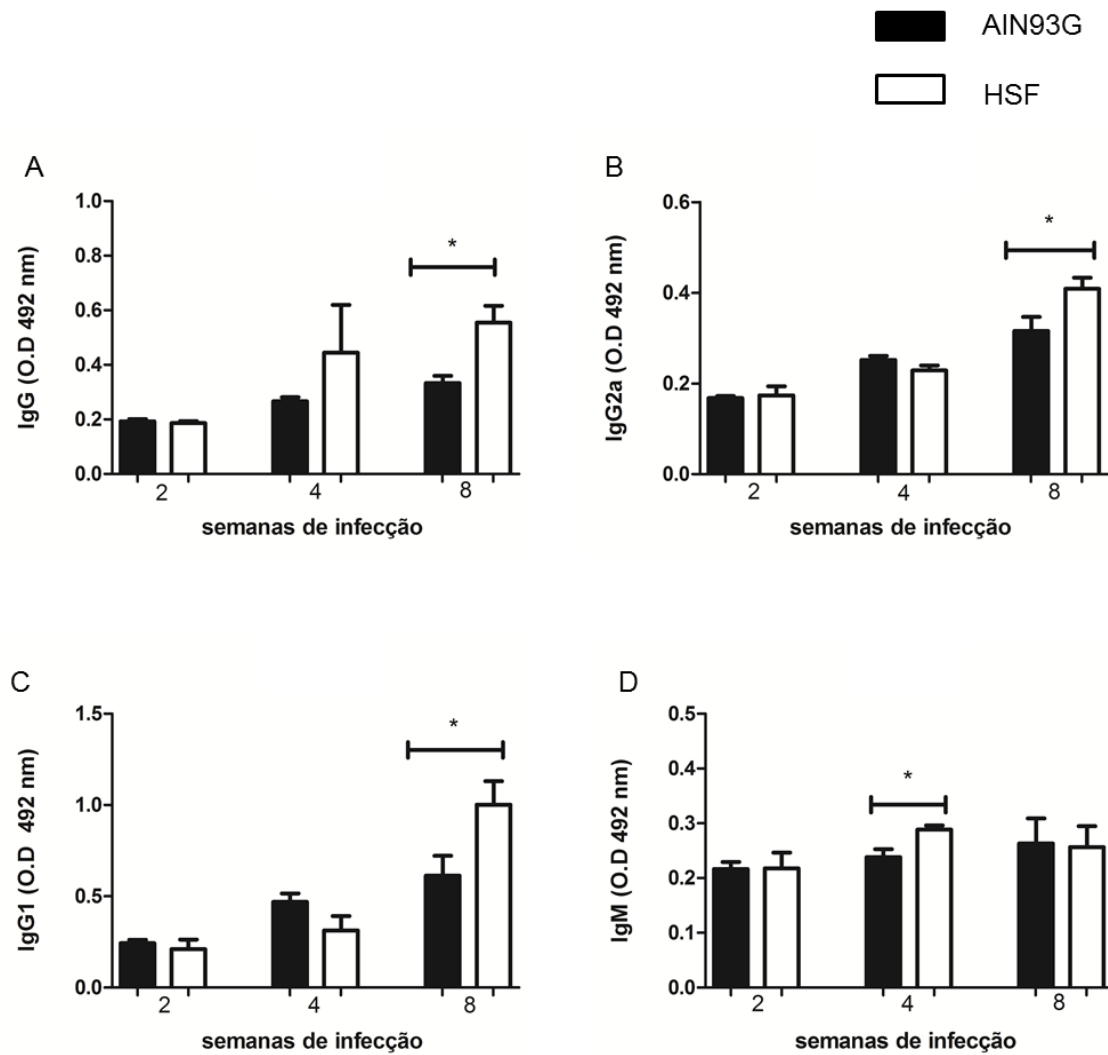 AIN93G
HSF
A
IgG (O.D 492 nm)
1.0
0.8
0.6
0.4
0.2
0.0
*
2 4 8
semanas de infecção
B
IgG2a (O.D 492 nm)
0.6
0.4
0.2
0.0
*
2 4 8
semanas de infecção
C
IgG1 (O.D 492 nm)
1.5
1.0
0.5
0.0
*
2 4 8
semanas de infecção
D
IgM (O.D 492 nm)
0.5
0.4
0.3
0.2
0.1
0.0
*
2 4 8
semanas de infecção